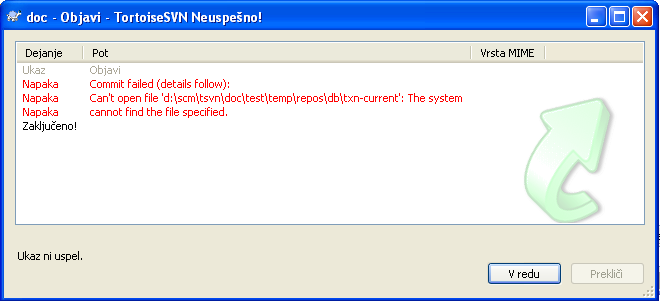 doc - Objavi - TortoiseSVN Neuspešno!
Dejanje Pot Vrsta MIME
Ukaz Objavi
Napaka Commit failed (details follow):
Napaka Can't open file 'd:\scm\tsvn\doc\test\temp\repos\db\txn-current': The system
Napaka cannot find the file specified.
Zaključeno!
Ukaz ni uspel.
V redu Prekliči